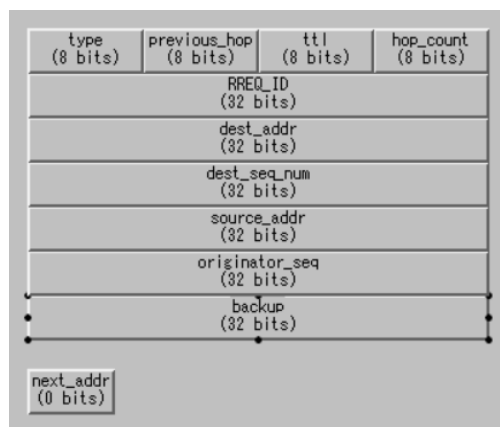 type previous_hop ttl hop_count
(8 bits) (8 bits) (8 bits) (8 bits)
RREQ_ID
(32 bits)
dest_addr
(32 bits)
dest_seq_num
(32 bits)
source_addr
(32 bits)
originator_seq
(32 bits)
backup
(32 bits)
next_addr
(0 bits)